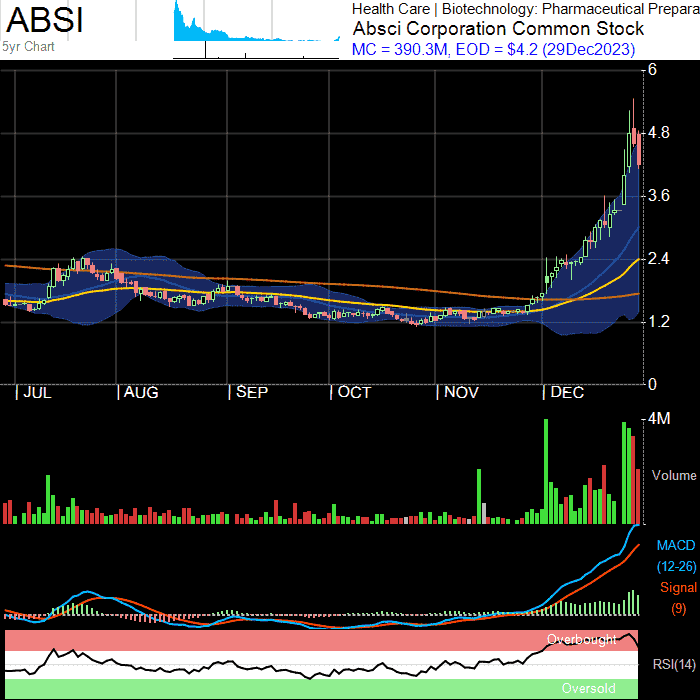 ABSI
5yr Chart
Health Care | Biotechnology: Pharmaceutical Prepara
Absci Corporation Common Stock
MC = 390.3M, EOD = $4.2 (29Dec2023)
6
4.8
3.6
2.4
1.2
0
| JUL | AUG | SEP | OCT | NOV | DEC
4M
Volume
MACD
(12-26)
Signal
(9)
Overbought
RSI(14)
Oversold